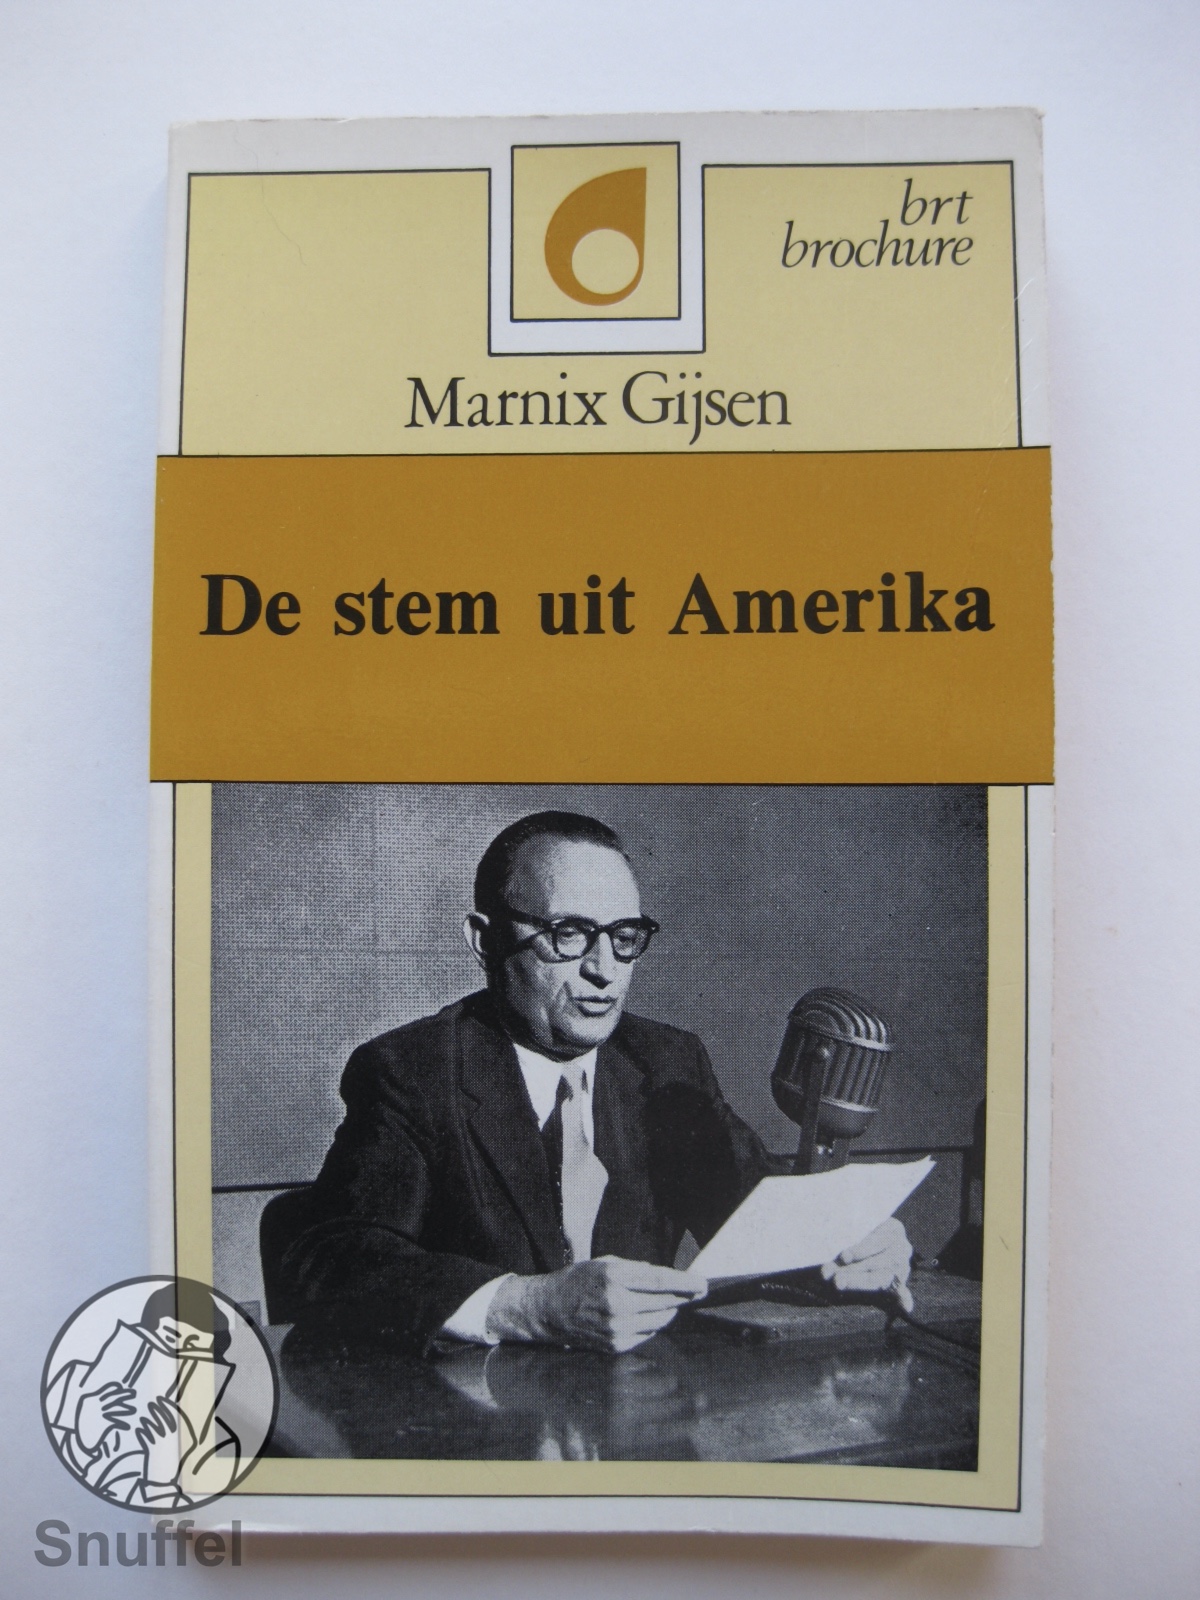 brt
brochure
Marnix Gijsen
De stem uit Amerika
Snuffel